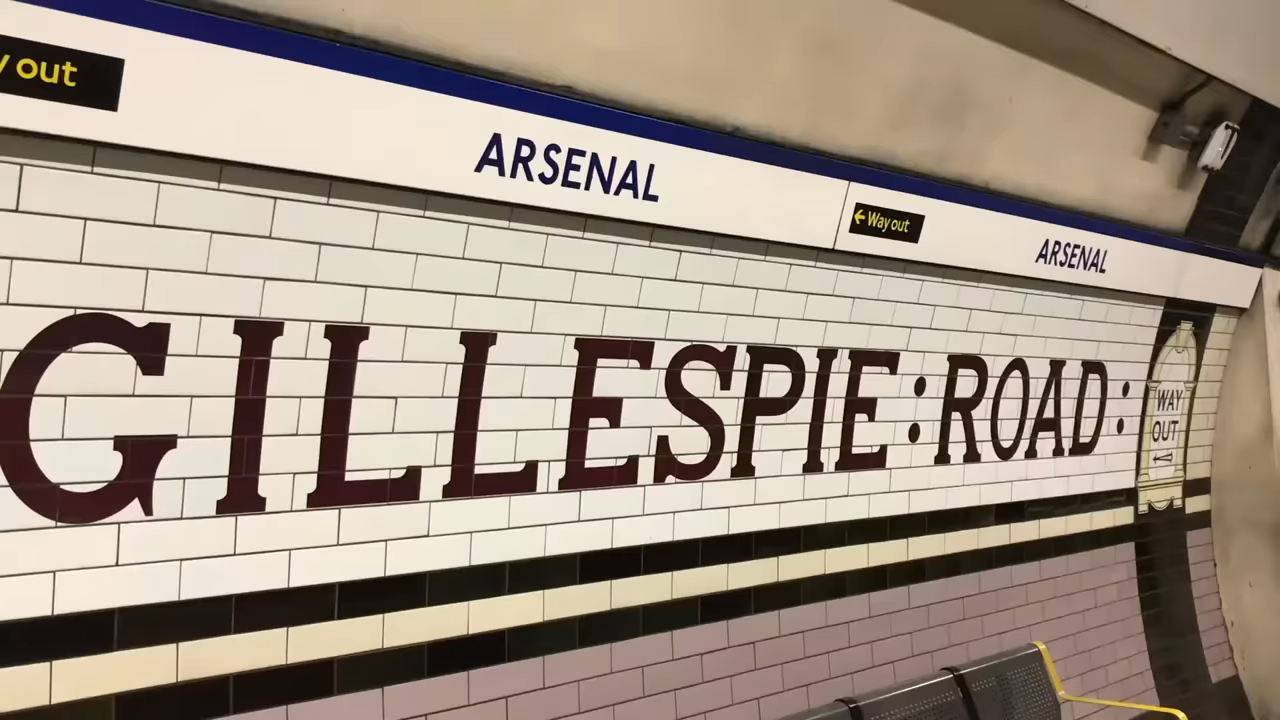 y out
ARSENAL
← Way out
ARSENAL
GILLESPIE : ROAD :
WAY
OUT